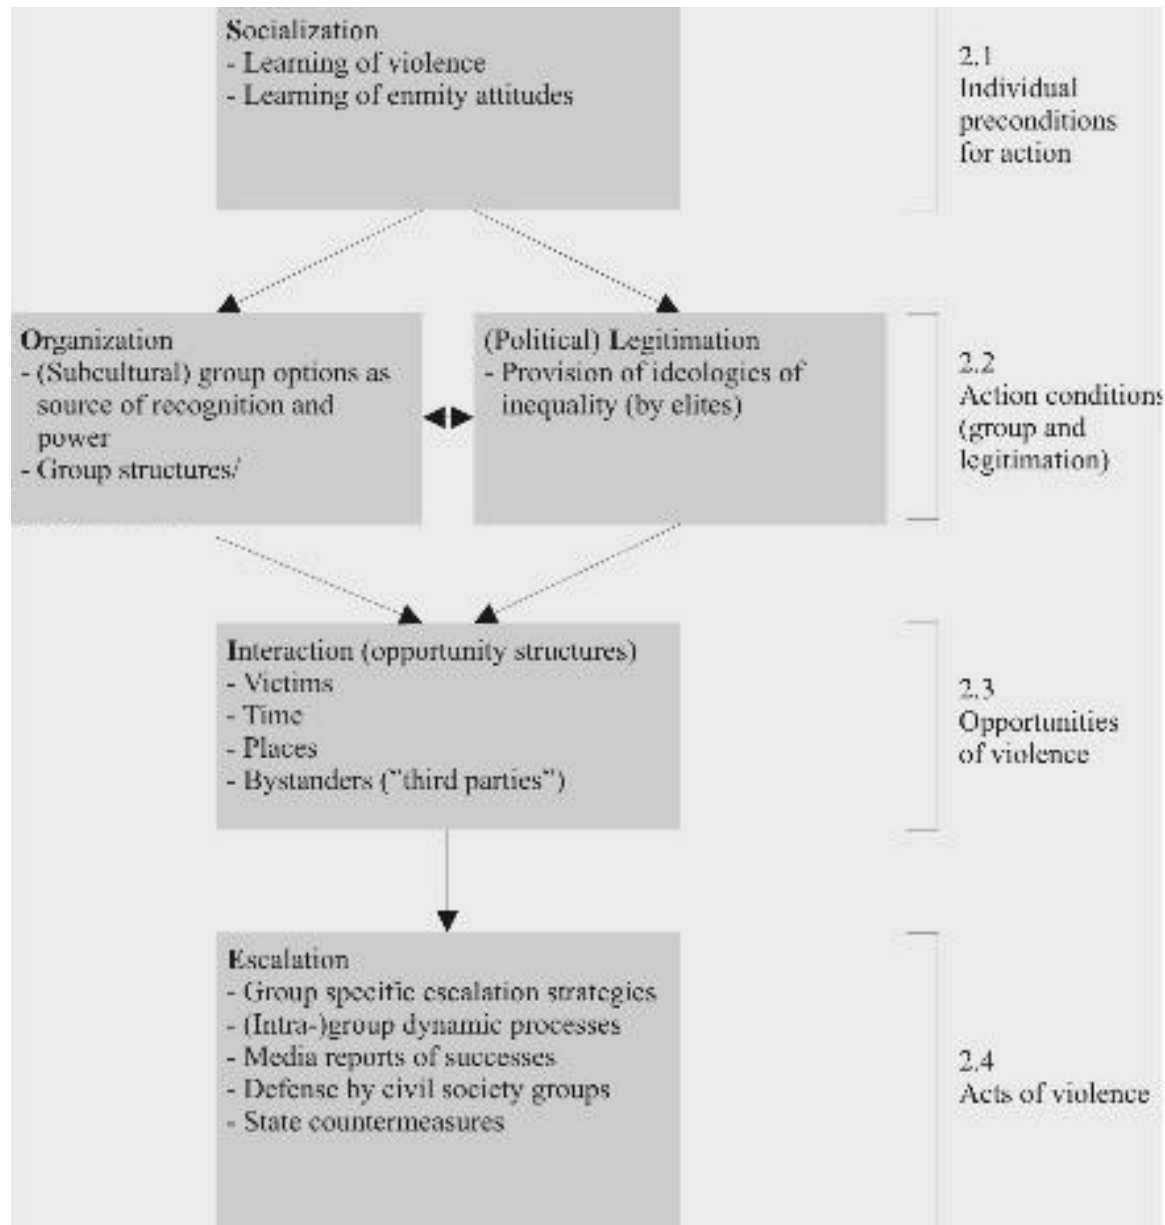 Socialization
- Learning of violence
- Learning of enmity attitudes
2.1
Individual
preconditions
for action
Organization
- (Subcultural) group options as
source of recognition and
power
- Group structures/
(Political) Legitimation
- Provision of ideologies of
inequality (by elites)
2.2
Action conditions
(group and
legitimation)
Interaction (opportunity structures)
- Victims
- Time
- Places
- Bystanders ("third parties")
2.3
Opportunities
of violence
Escalation
- Group specific escalation strategies
- (Intra-)group dynamic processes
- Media reports of successes
- Defense by civil society groups
- State countermeasures
2.4
Acts of violence